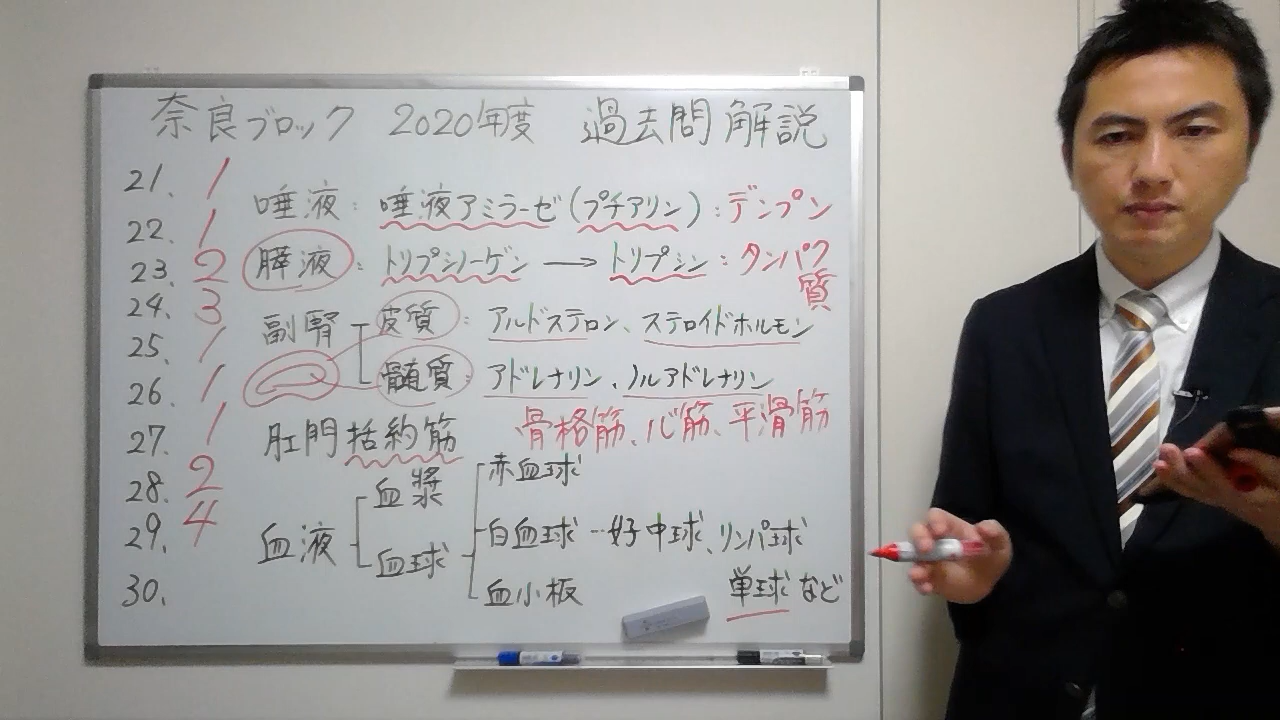 奈良ブロック 2020年度 過去問解説
21. 1
22. 1
23. 2
24. 3
25. 1
26. 1
27. 1
28. 2
29. 4
30.
唾液: 唾液アミラーゼ(プチアリン): デンプン
膵液: トリプシノーゲン → トリプシン: タンパク質
副腎
皮質: アルドステロン、ステロイドホルモン
髄質: アドレナリン、ノルアドレナリン
肛門括約筋 骨格筋、心筋、平滑筋
血液
血漿
血球
赤血球
白血球…好中球、リンパ球
単球など
血小板